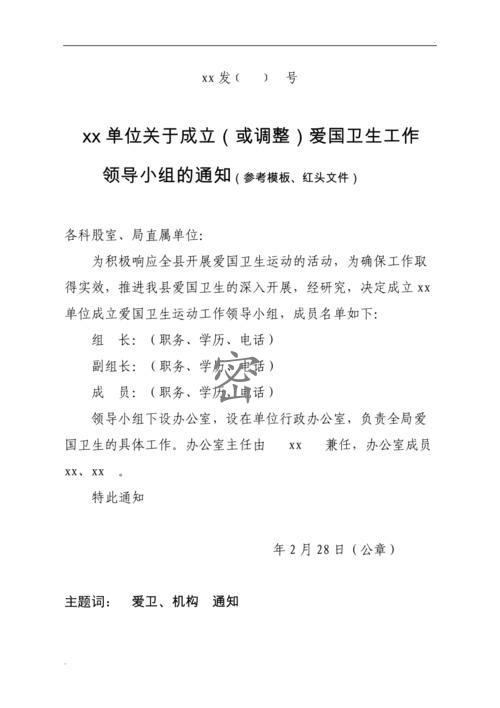 xx 发（  ） 号
xx 单位关于成立（或调整）爱国卫生工作
领导小组的通知（参考模板、红头文件）
各科股室、局直属单位：
为积极响应全县开展爱国卫生运动的活动，为确保工作取
得实效，推进我县爱国卫生的深入开展，经研究，决定成立 xx
单位成立爱国卫生运动工作领导小组，成员名单如下：
组  长：（职务、学历、电话）
副组长：（职务、学历、电话）
密
成  员：（职务、学历、电话）
领导小组下设办公室，设在单位行政办公室，负责全局爱
国卫生的具体工作。办公室主任由  xx  兼任，办公室成员
xx、xx 。
特此通知
年 2 月 28 日（公章）
主题词：  爱卫、机构  通知